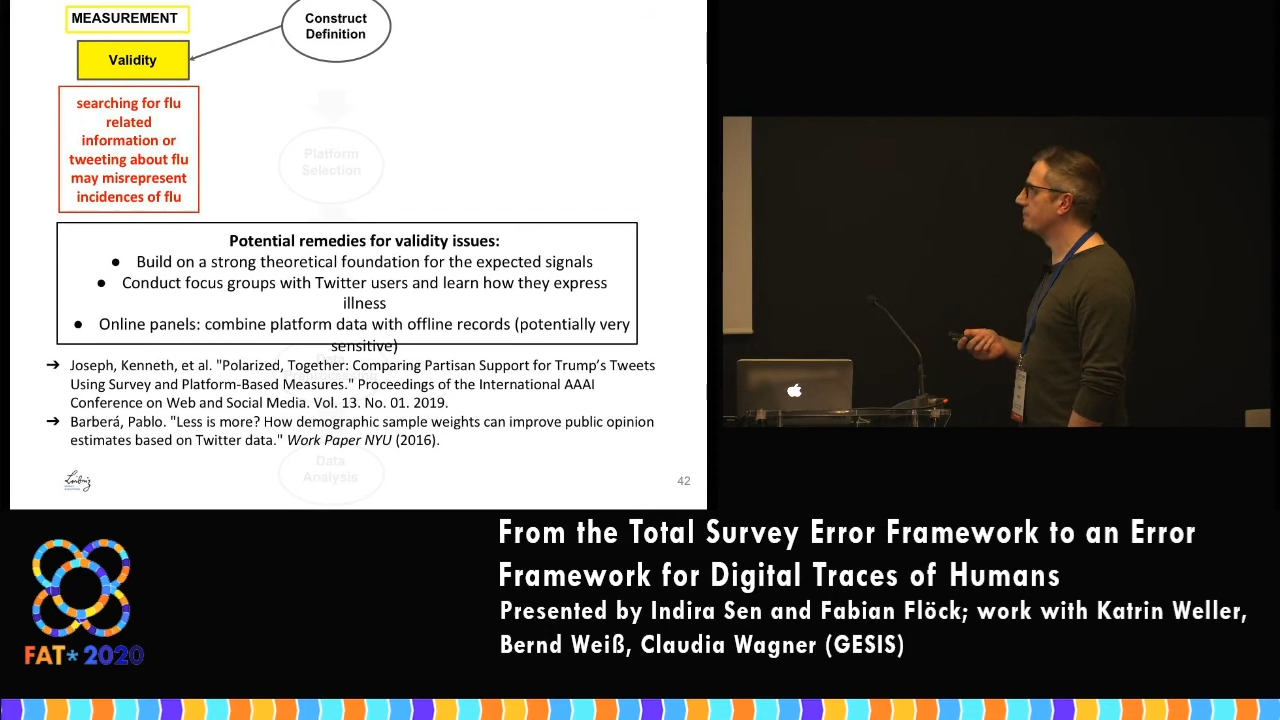 MEASUREMENT
Construct
Definition
Validity
searching for flu
related
information or
tweeting about flu
may misrepresent
incidences of flu
Platform
Selection
Potential remedies for validity issues:
● Build on a strong theoretical foundation for the expected signals
● Conduct focus groups with Twitter users and learn how they express
illness
● Online panels: combine platform data with offline records (potentially very
sensitive)
➔ Joseph, Kenneth, et al. "Polarized, Together: Comparing Partisan Support for Trump’s Tweets
Using Survey and Platform-Based Measures." Proceedings of the International AAAI
Conference on Web and Social Media. Vol. 13. No. 01. 2019.
➔ Barberá, Pablo. "Less is more? How demographic sample weights can improve public opinion
estimates based on Twitter data." Work Paper NYU (2016).
Data
Analysis
Leibniz
42
From the Total Survey Error Framework to an Error
Framework for Digital Traces of Humans
Presented by Indira Sen and Fabian Flöck; work with Katrin Weller,
Bernd Weiß, Claudia Wagner (GESIS)
FAT* 2020